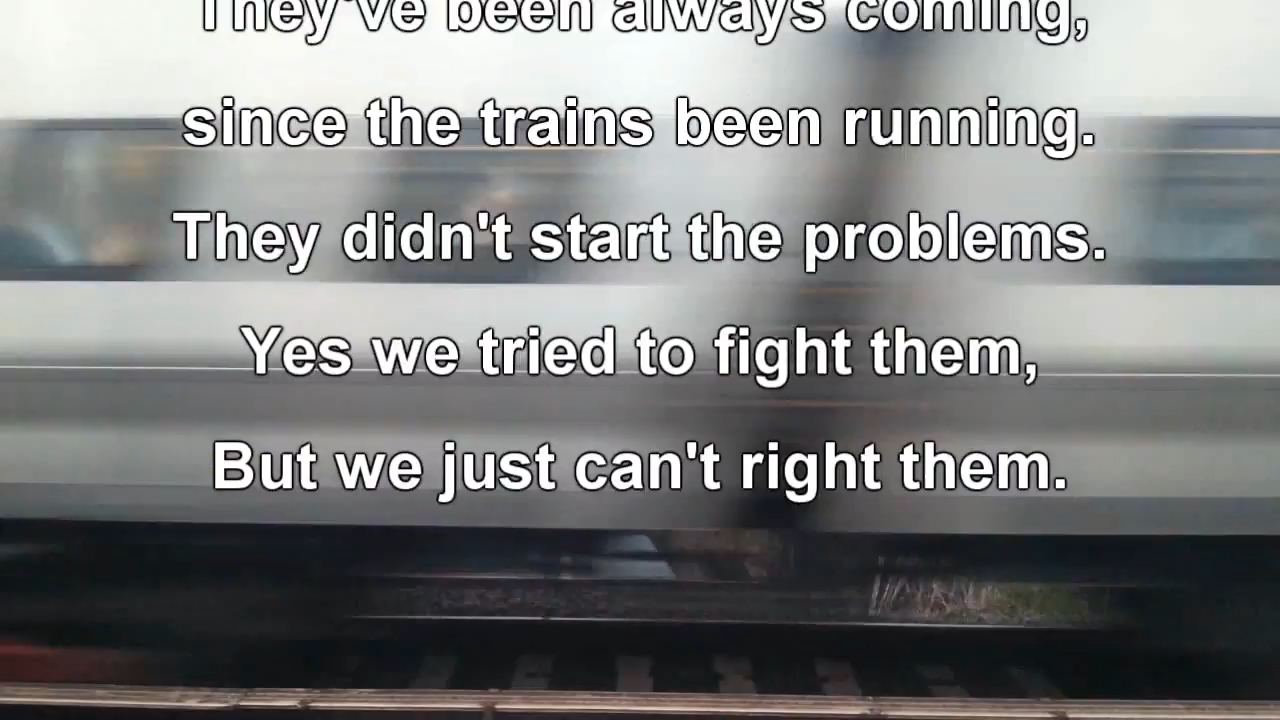 They've been always coming,
since the trains been running.
They didn't start the problems.
Yes we tried to fight them,
But we just can't right them.